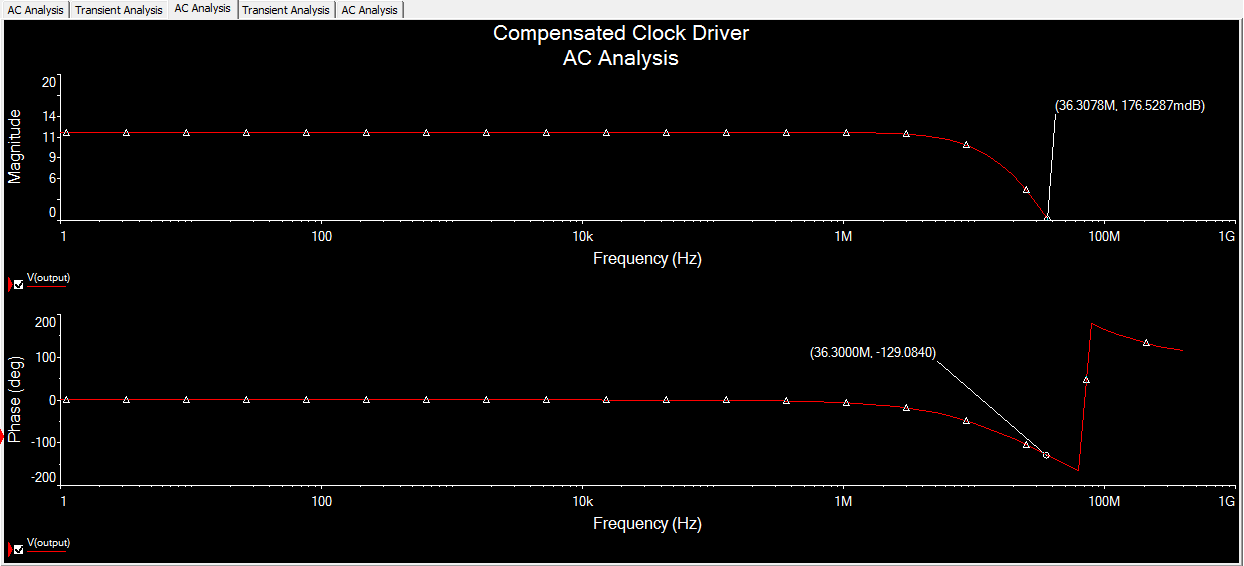 AC Analysis Transient Analysis AC Analysis Transient Analysis AC Analysis
Compensated Clock Driver
AC Analysis
Magnitude
20
14
11
9
6
0
(36.3078M, 176.5287mdB)
1 100 10k 1M 100M 1G
Frequency (Hz)
V(output)
Phase (deg)
200
100
0
-100
-200
(36.3000M, -129.0840)
1 100 10k 1M 100M 1G
Frequency (Hz)
V(output)